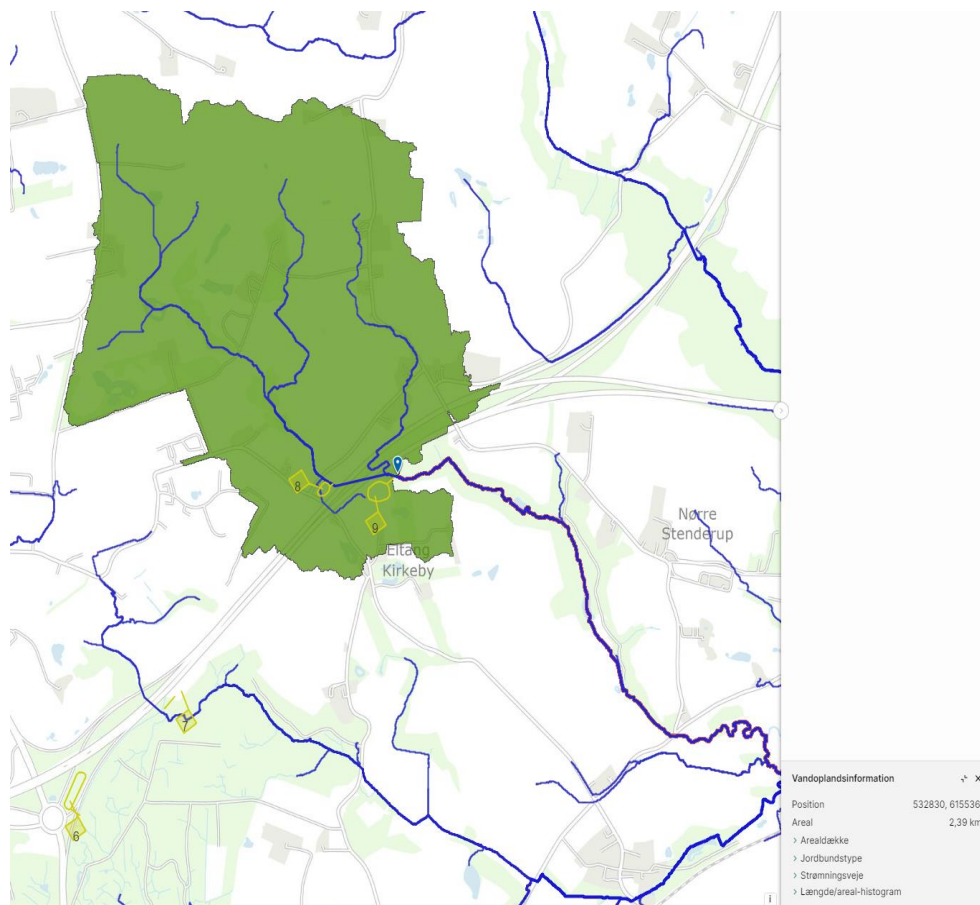 8
9
Eltang
Kirkeby
Nørre
Stenderup
7
6
Vandoplandsinformation
Position 532830, 615536
Areal 2,39 km
> Arealdække
> Jordbundstype
> Strømningsveje
> Længde/areal-histogram
i